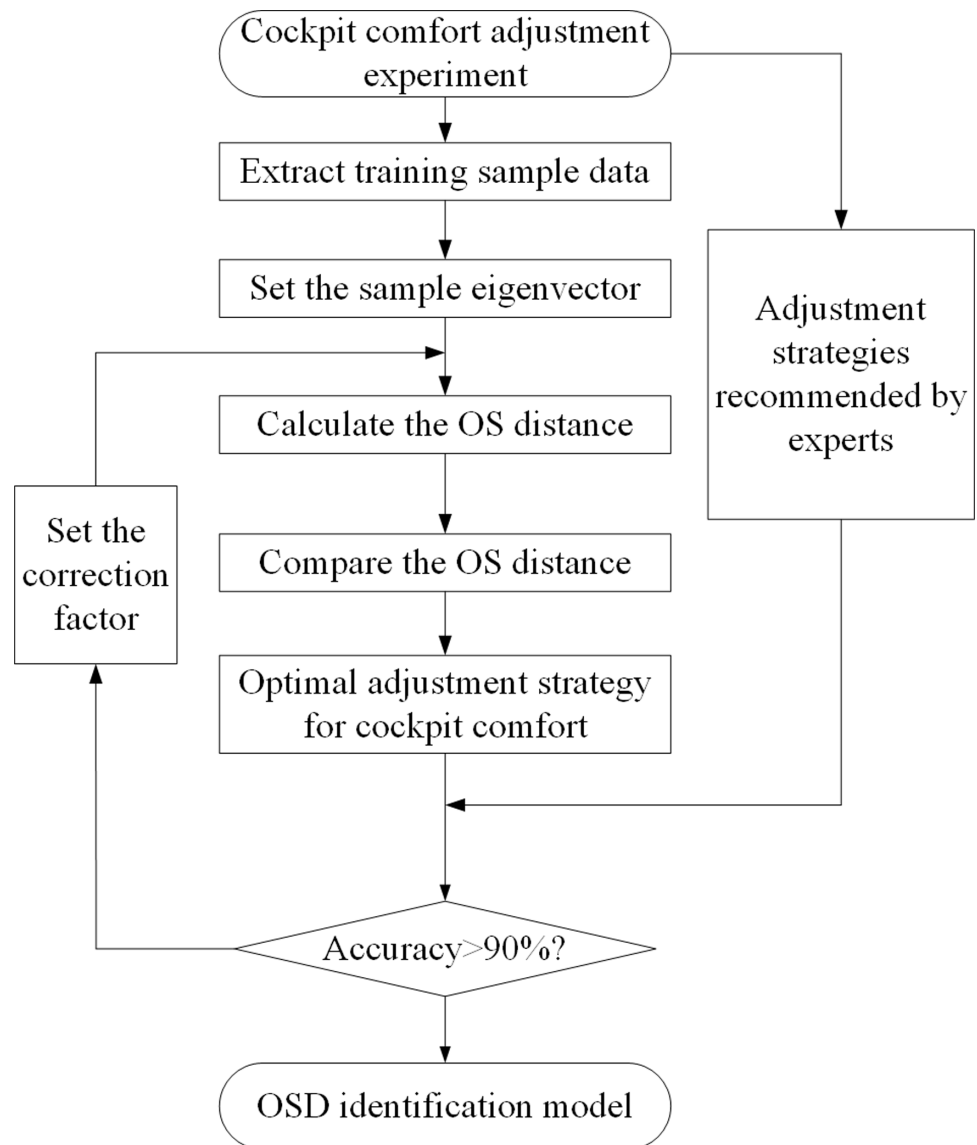 Cockpit comfort adjustment
experiment
Extract training sample data
Set the sample eigenvector
Adjustment
strategies
recommended by
experts
Calculate the OS distance
Set the
correction
factor
Compare the OS distance
Optimal adjustment strategy
for cockpit comfort
Accuracy>90%?
OSD identification model